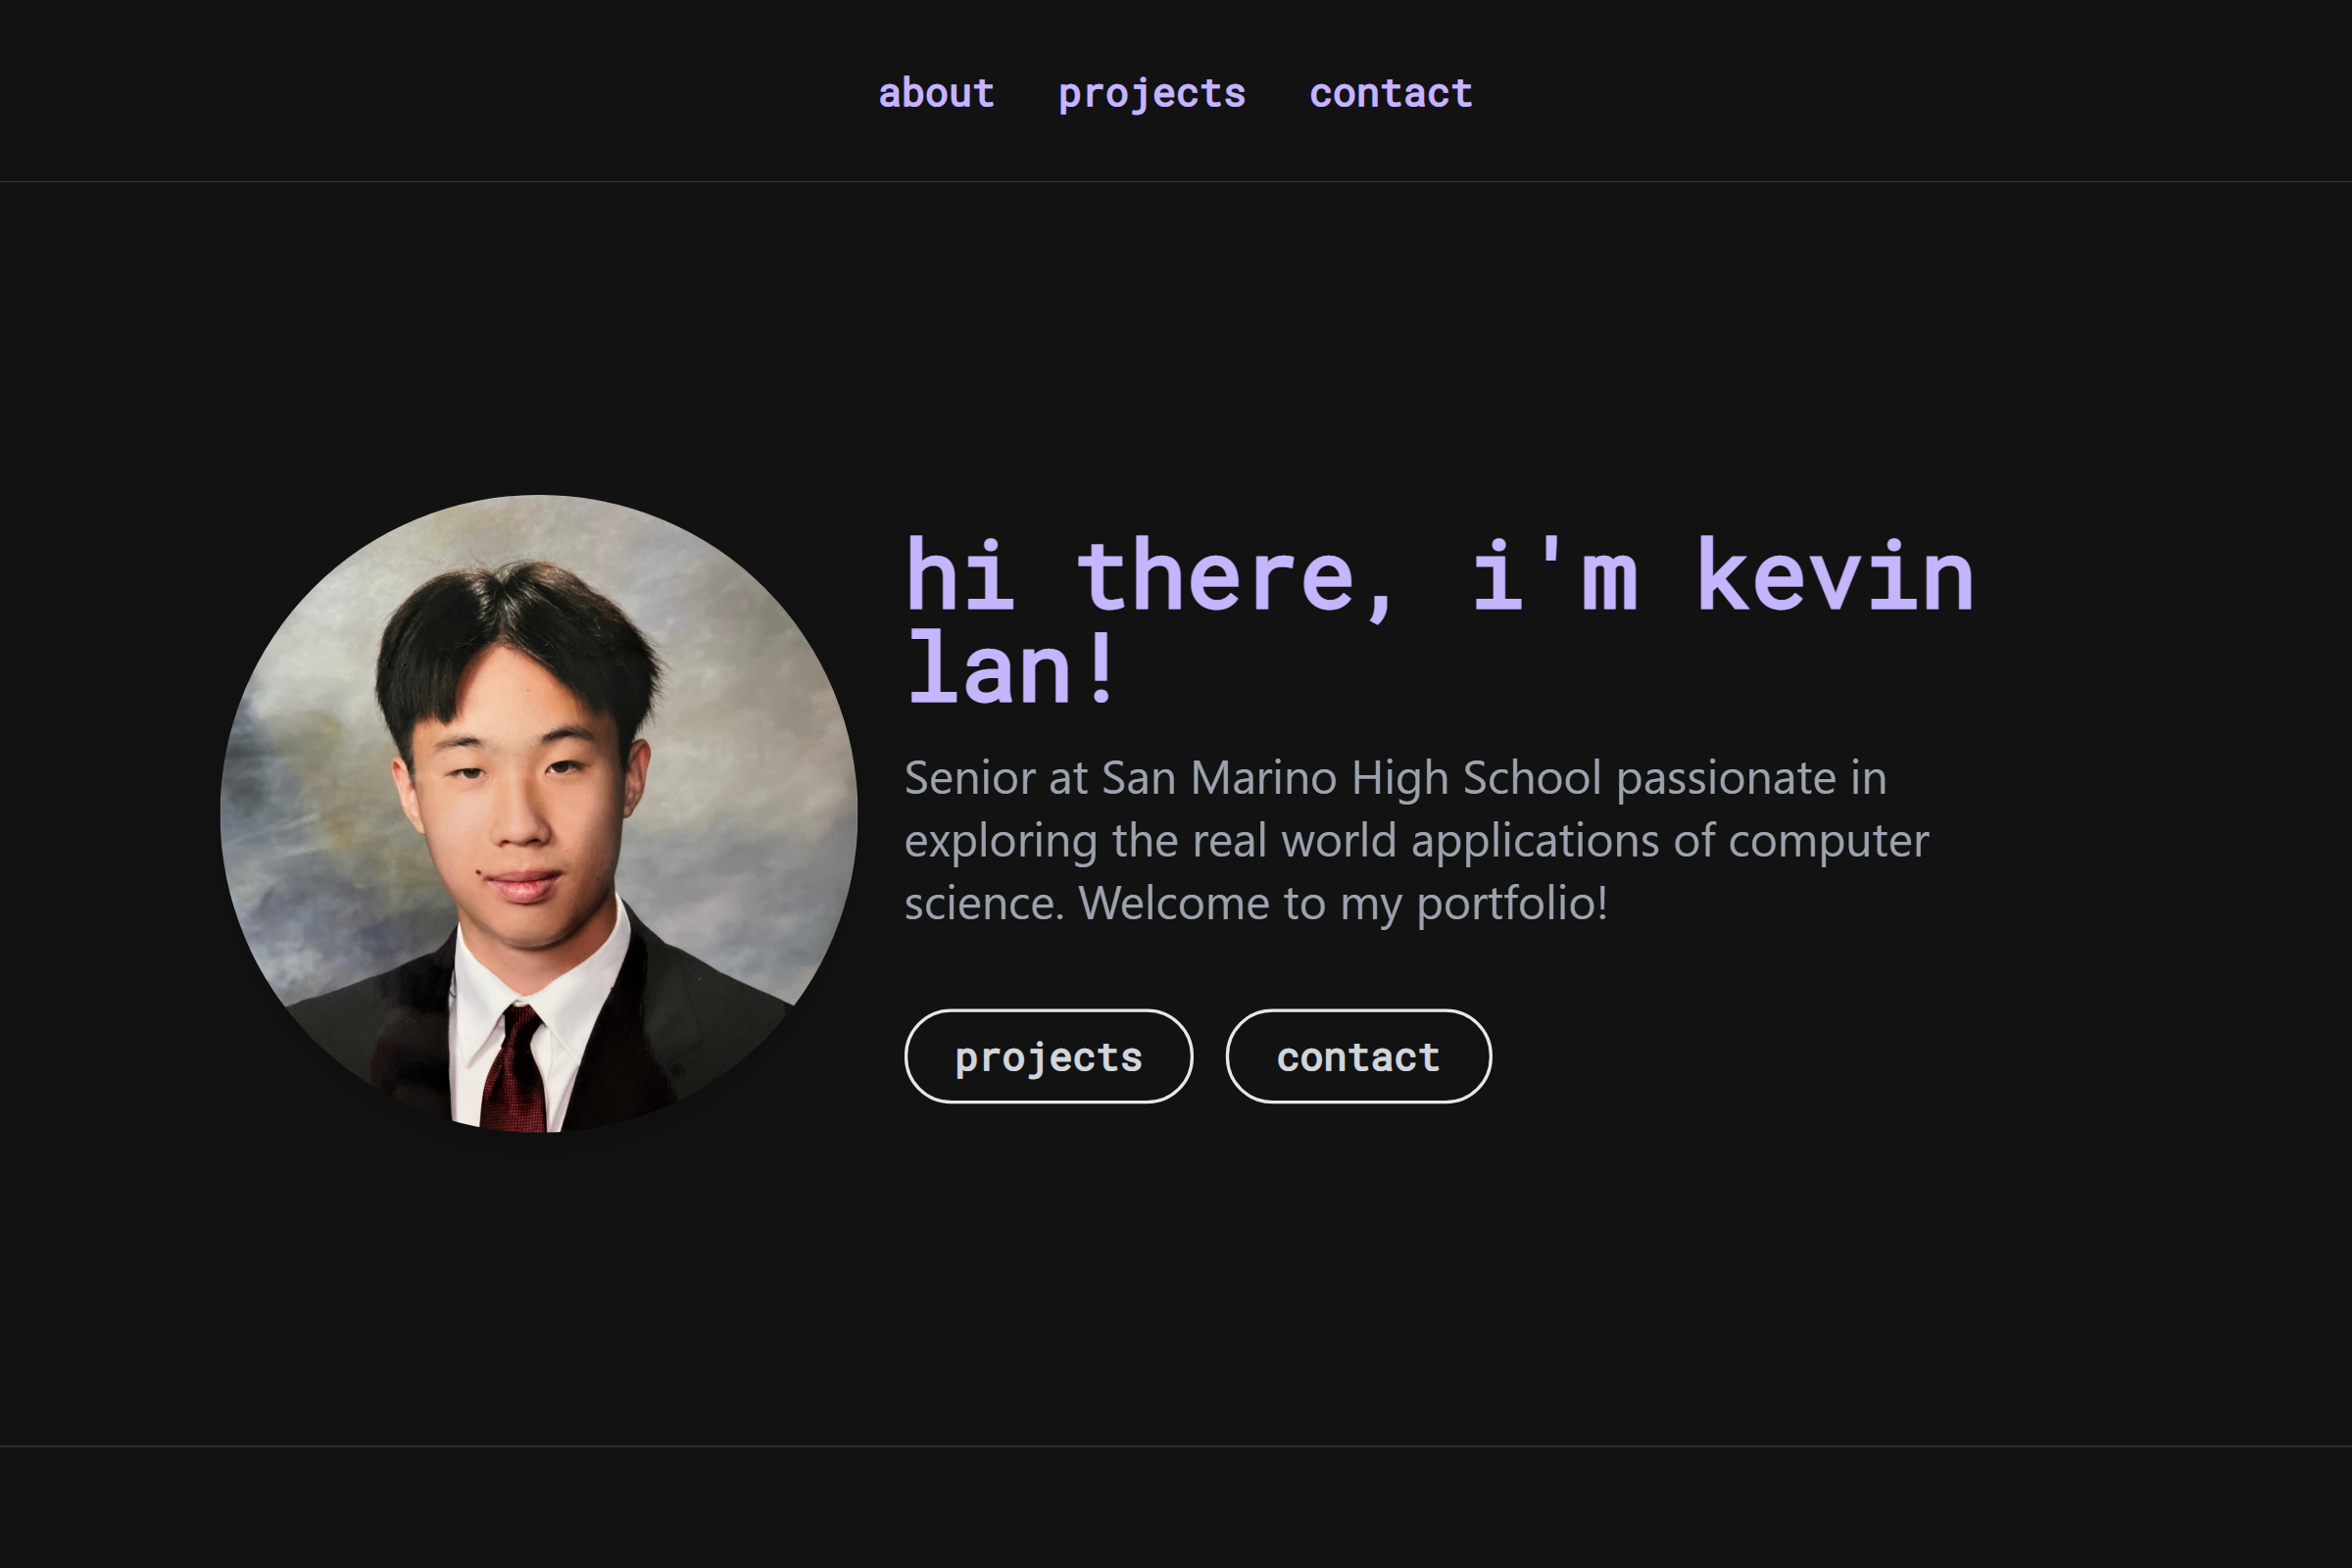 about projects contact
hi there, i'm kevin
lan!
Senior at San Marino High School passionate in
exploring the real world applications of computer
science. Welcome to my portfolio!
projects contact